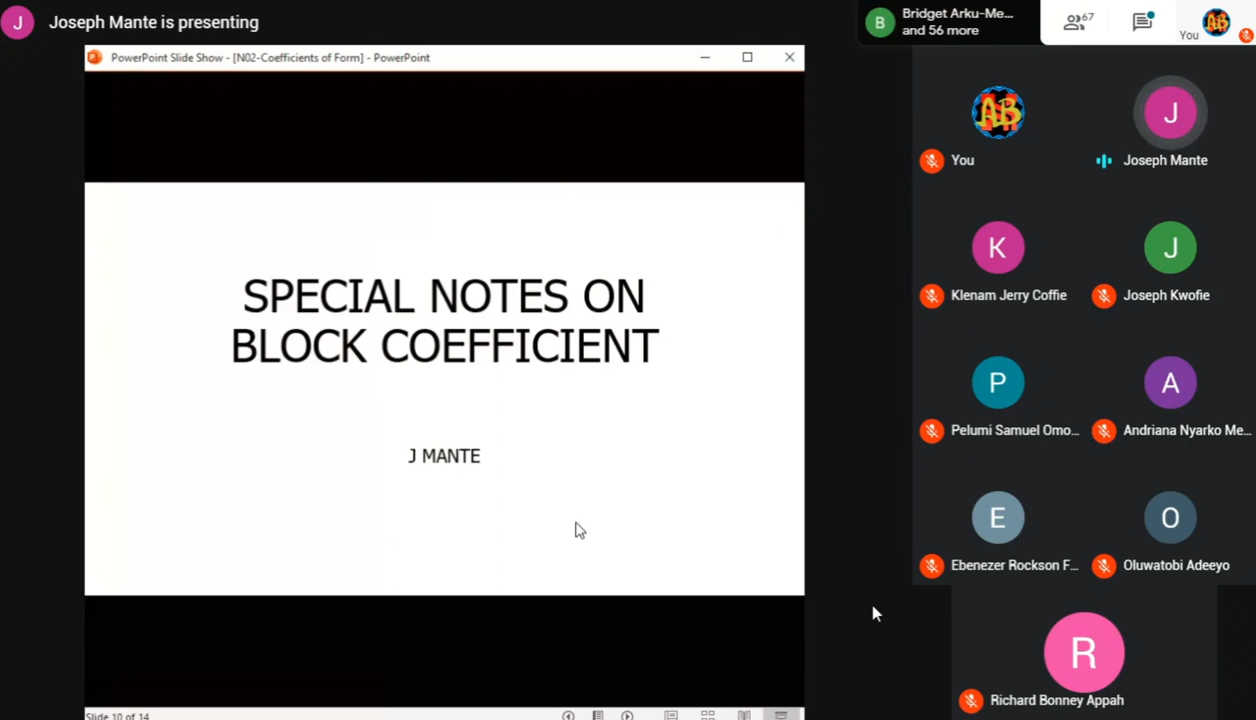 J
Joseph Mante is presenting
B
Bridget Arku-Me...
and 56 more
67
You
PowerPoint Slide Show - [N02-Coefficients of Form] - PowerPoint
SPECIAL NOTES ON
BLOCK COEFFICIENT
J MANTE
Slide 10 of 14
AB
You
J
Joseph Mante
K
Klenam Jerry Coffie
J
Joseph Kwofie
P
Pelumi Samuel Omo...
A
Andriana Nyarko Me...
E
Ebenezer Rockson F...
O
Oluwatobi Adeeyo
R
Richard Bonney Appah